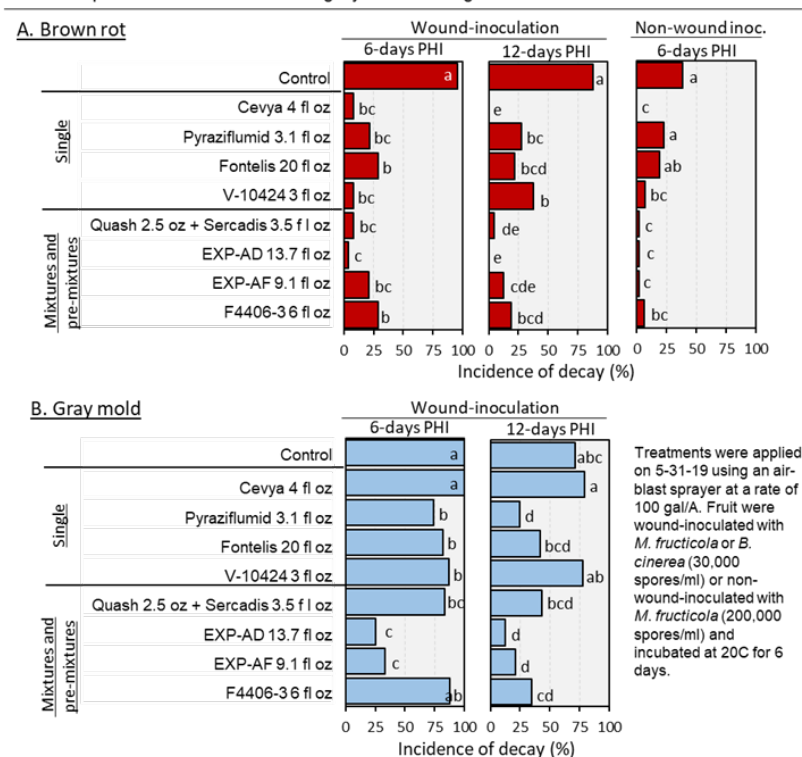 A. Brown rot
Wound-inoculation
Non-wound inoc.
6-days PHI
12-days PHI
6-days PHI
Control
a
a
a
Single
Cevya 4 fl oz
bc
e
c
Pyraziflumid 3.1 fl oz
bc
bc
a
Fontelis 20 fl oz
b
bcd
ab
V-10424 3 fl oz
bc
b
bc
Mixtures and
pre-mixtures
Quash 2.5 oz + Sercadis 3.5 f l oz
bc
de
c
EXP-AD 13.7 fl oz
c
e
c
EXP-AF 9.1 fl oz
bc
cde
c
F4406-3 6 fl oz
b
bcd
bc
0 25 50 75 100
0 25 50 75 100
0 25 50 75 100
Incidence of decay (%)
B. Gray mold
Wound-inoculation
6-days PHI
12-days PHI
Control
a
abc
Single
Cevya 4 fl oz
a
a
Pyraziflumid 3.1 fl oz
b
d
Fontelis 20 fl oz
b
bcd
V-10424 3 fl oz
b
ab
Mixtures and
pre-mixtures
Quash 2.5 oz + Sercadis 3.5 f l oz
bc
bcd
EXP-AD 13.7 fl oz
c
d
EXP-AF 9.1 fl oz
c
d
F4406-3 6 fl oz
ab
cd
0 25 50 75 100
0 25 50 75 100
Incidence of decay (%)
Treatments were applied
on 5-31-19 using an air-
blast sprayer at a rate of
100 gal/A. Fruit were
wound-inoculated with
M. fructicola or B.
cinerea (30,000
spores/ml) or non-
wound-inoculated with
M. fructicola (200,000
spores/ml) and
incubated at 20C for 6
days.